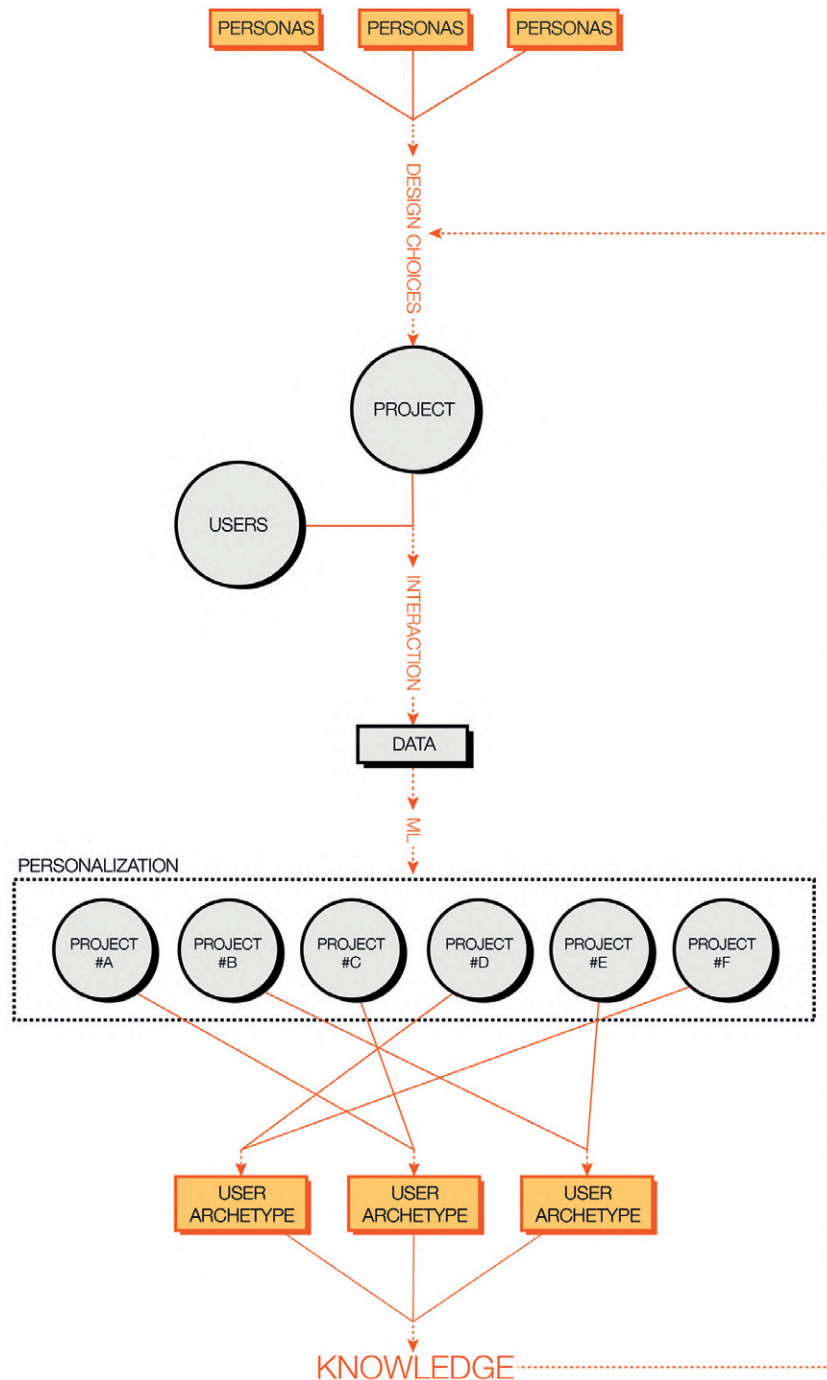 PERSONAS
PERSONAS
PERSONAS
DESIGN CHOICES
PROJECT
USERS
INTERACTION
DATA
ML
PERSONALIZATION
PROJECT
#A
PROJECT
#B
PROJECT
#C
PROJECT
#D
PROJECT
#E
PROJECT
#F
USER
ARCHETYPE
USER
ARCHETYPE
USER
ARCHETYPE
KNOWLEDGE